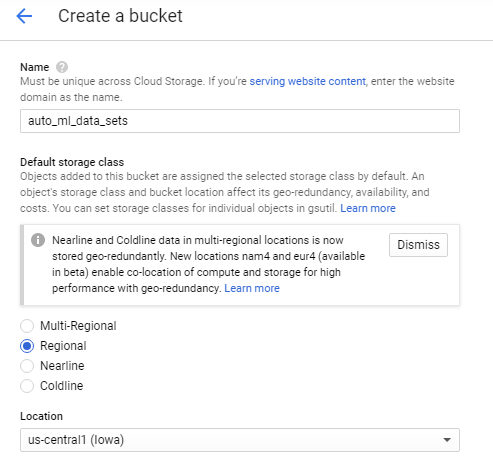 Create a bucket
Name
Must be unique across Cloud Storage. If you're serving website content, enter the website
domain as the name.
auto_ml_data_sets
Default storage class
Objects added to this bucket are assigned the selected storage class by default. An
object's storage class and bucket location affect its geo-redundancy, availability, and
costs. You can set storage classes for individual objects in gsutil. Learn more
Nearline and Coldline data in multi-regional locations is now
stored geo-redundantly. New locations nam4 and eur4 (available
in beta) enable co-location of compute and storage for high
performance with geo-redundancy. Learn more
Dismiss
Multi-Regional
Regional
Nearline
Coldline
Location
us-central1 (Iowa)